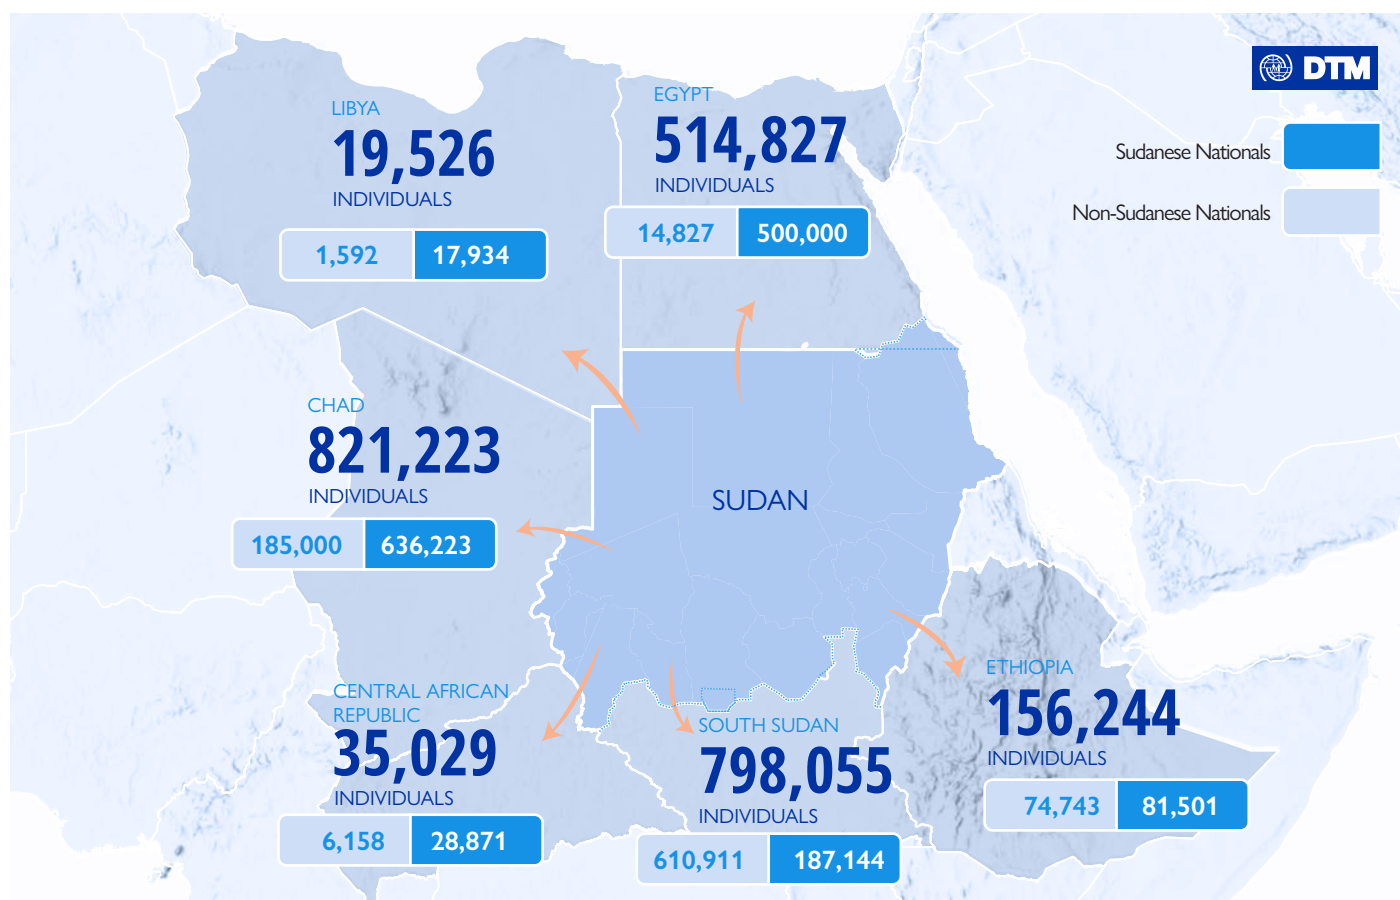 DTM
Sudanese Nationals
Non-Sudanese Nationals
LIBYA
19,526
INDIVIDUALS
1,592 17,934
EGYPT
514,827
INDIVIDUALS
14,827 500,000
CHAD
821,223
INDIVIDUALS
185,000 636,223
SUDAN
CENTRAL AFRICAN
REPUBLIC
35,029
INDIVIDUALS
6,158 28,871
SOUTH SUDAN
798,055
INDIVIDUALS
610,911 187,144
ETHIOPIA
156,244
INDIVIDUALS
74,743 81,501